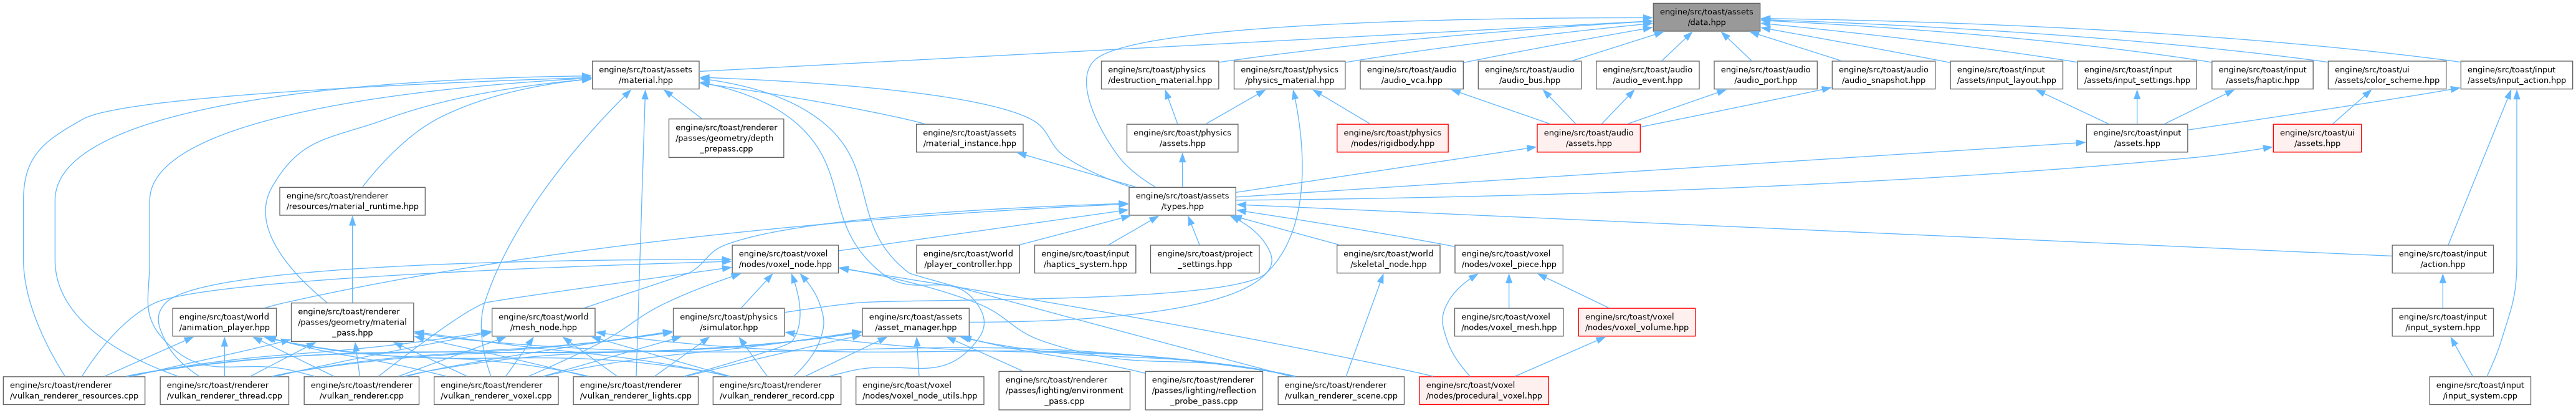 engine/src/toast/assets
/data.hpp
engine/src/toast/assets
/material.hpp
engine/src/toast/physics
/destruction_material.hpp
engine/src/toast/physics
/physics_material.hpp
engine/src/toast/audio
/audio_vca.hpp
engine/src/toast/audio
/audio_bus.hpp
engine/src/toast/audio
/audio_event.hpp
engine/src/toast/audio
/audio_port.hpp
engine/src/toast/audio
/audio_snapshot.hpp
engine/src/toast/input
/assets/input_layout.hpp
engine/src/toast/input
/assets/input_settings.hpp
engine/src/toast/input
/assets/haptic.hpp
engine/src/toast/ui
/assets/color_scheme.hpp
engine/src/toast/input
/assets/input_action.hpp
engine/src/toast/renderer
/passes/geometry/depth
_prepass.cpp
engine/src/toast/assets
/material_instance.hpp
engine/src/toast/physics
/assets.hpp
engine/src/toast/physics
/nodes/rigidbody.hpp
engine/src/toast/audio
/assets.hpp
engine/src/toast/input
/assets.hpp
engine/src/toast/ui
/assets.hpp
engine/src/toast/renderer
/resources/material_runtime.hpp
engine/src/toast/assets
/types.hpp
engine/src/toast/voxel
/nodes/voxel_node.hpp
engine/src/toast/world
/player_controller.hpp
engine/src/toast/input
/haptics_system.hpp
engine/src/toast/project
_settings.hpp
engine/src/toast/world
/skeletal_node.hpp
engine/src/toast/voxel
/nodes/voxel_piece.hpp
engine/src/toast/input
/action.hpp
engine/src/toast/world
/animation_player.hpp
engine/src/toast/renderer
/passes/geometry/material
_pass.hpp
engine/src/toast/world
/mesh_node.hpp
engine/src/toast/physics
/simulator.hpp
engine/src/toast/assets
/asset_manager.hpp
engine/src/toast/voxel
/nodes/voxel_mesh.hpp
engine/src/toast/voxel
/nodes/voxel_volume.hpp
engine/src/toast/input
/input_system.hpp
engine/src/toast/renderer
/vulkan_renderer_resources.cpp
engine/src/toast/renderer
/vulkan_renderer_thread.cpp
engine/src/toast/renderer
/vulkan_renderer.cpp
engine/src/toast/renderer
/vulkan_renderer_voxel.cpp
engine/src/toast/renderer
/vulkan_renderer_lights.cpp
engine/src/toast/renderer
/vulkan_renderer_record.cpp
engine/src/toast/voxel
/nodes/voxel_node_utils.hpp
engine/src/toast/renderer
/passes/lighting/environment
_pass.cpp
engine/src/toast/renderer
/passes/lighting/reflection
_probe_pass.cpp
engine/src/toast/renderer
/vulkan_renderer_scene.cpp
engine/src/toast/voxel
/nodes/procedural_voxel.hpp
engine/src/toast/input
/input_system.cpp